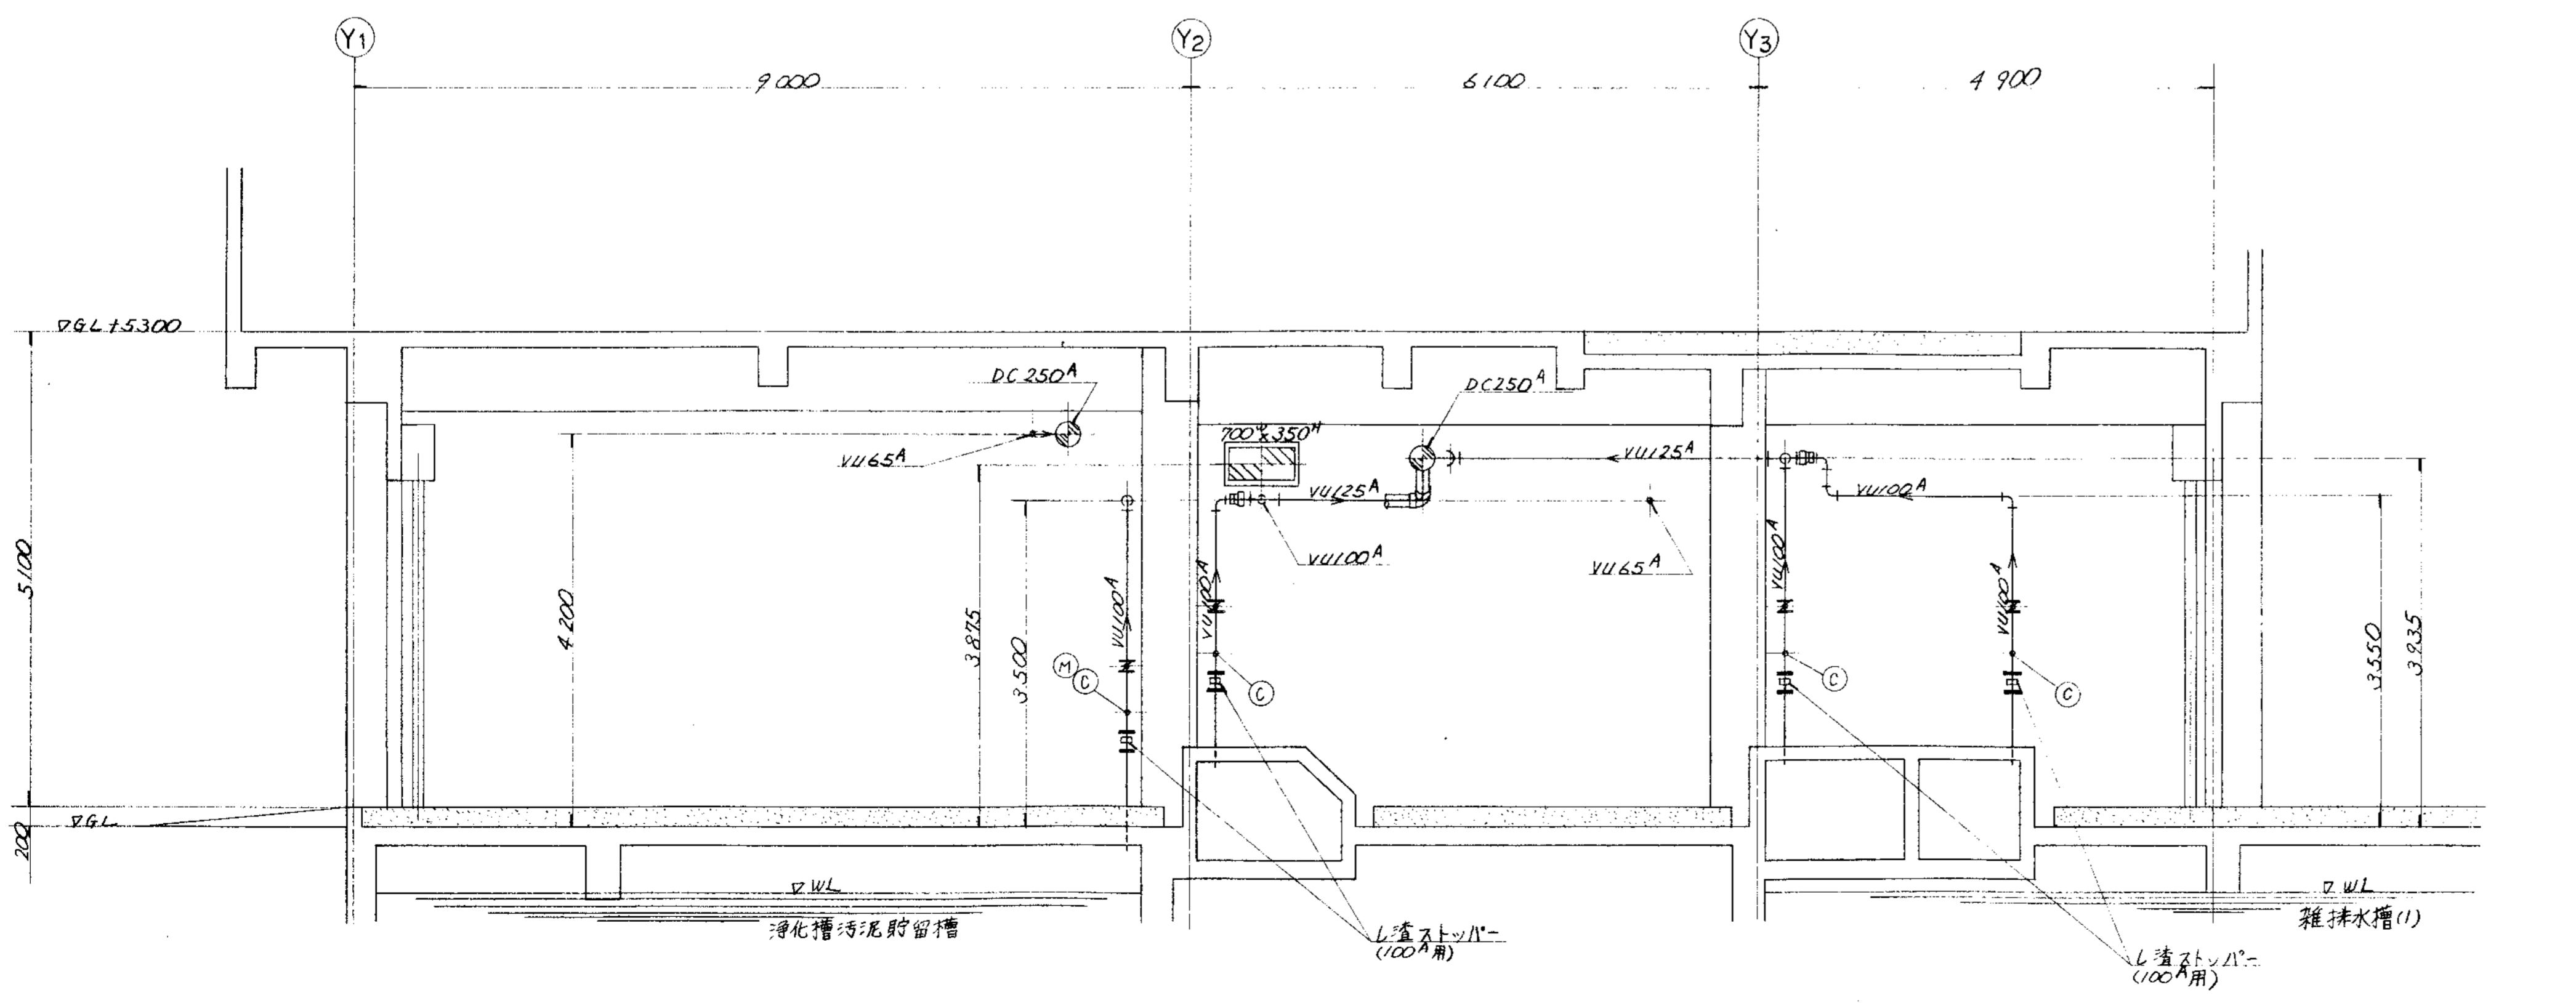 Y1
Y2
Y3
9000
6100
4900
▽GL+5300
DC250A
DC250A
700W×350H
VU65A
VU125A
VU125A
VU100A
VU100A
VU65A
VU100A
VU100A
VU100A
VU100A
5100
4200
3875
3500
3550
3935
M
C
C
C
C
▽GL
200
▽WL
▽WL
浄化槽汚泥貯留槽
雑排水槽(1)
し渣ストッパー
(100A用)
し渣ストッパー
(100A用)